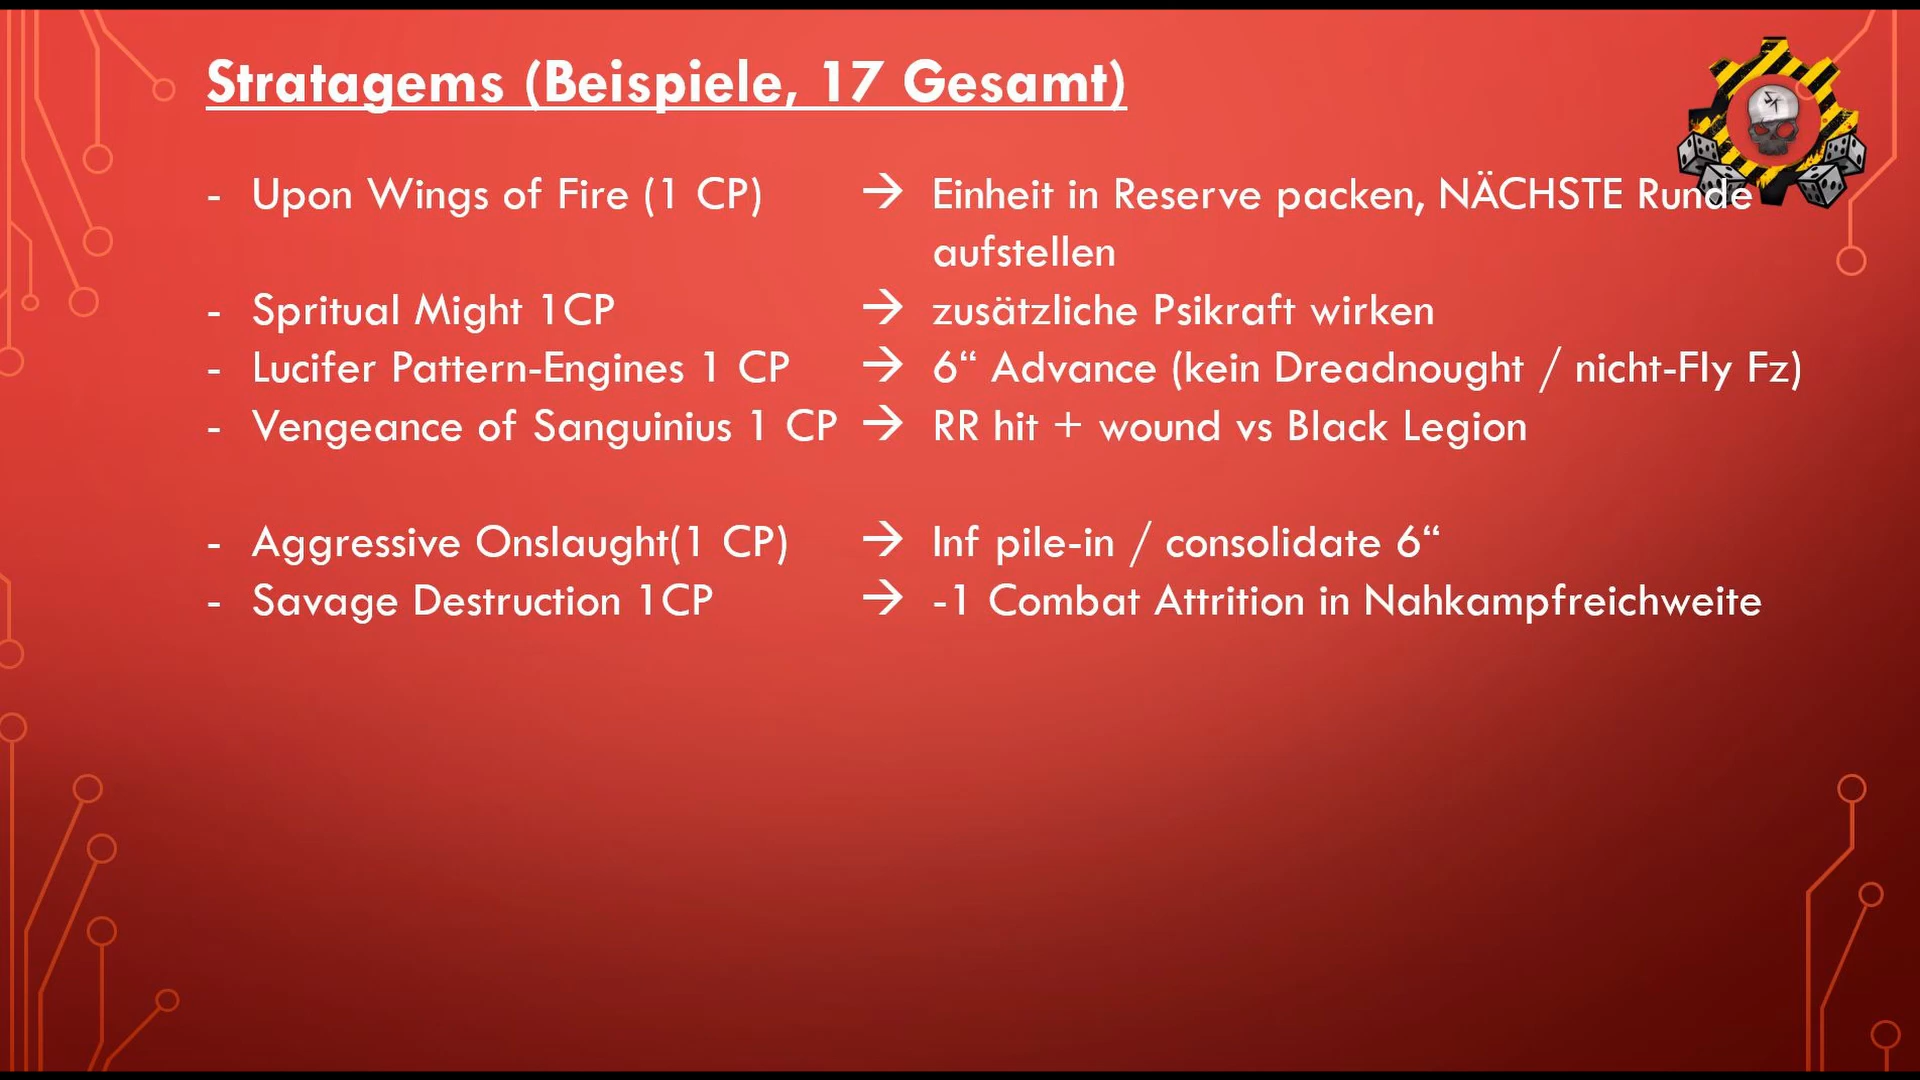 Stratagems (Beispiele, 17 Gesamt)
- Upon Wings of Fire (1 CP) → Einheit in Reserve packen, NÄCHSTE Runde
aufstellen
- Spritual Might 1CP → zusätzliche Psikraft wirken
- Lucifer Pattern-Engines 1 CP → 6“ Advance (kein Dreadnought / nicht-Fly Fz)
- Vengeance of Sanguinius 1 CP → RR hit + wound vs Black Legion
- Aggressive Onslaught(1 CP) → Inf pile-in / consolidate 6“
- Savage Destruction 1CP → -1 Combat Attrition in Nahkampfreichweite